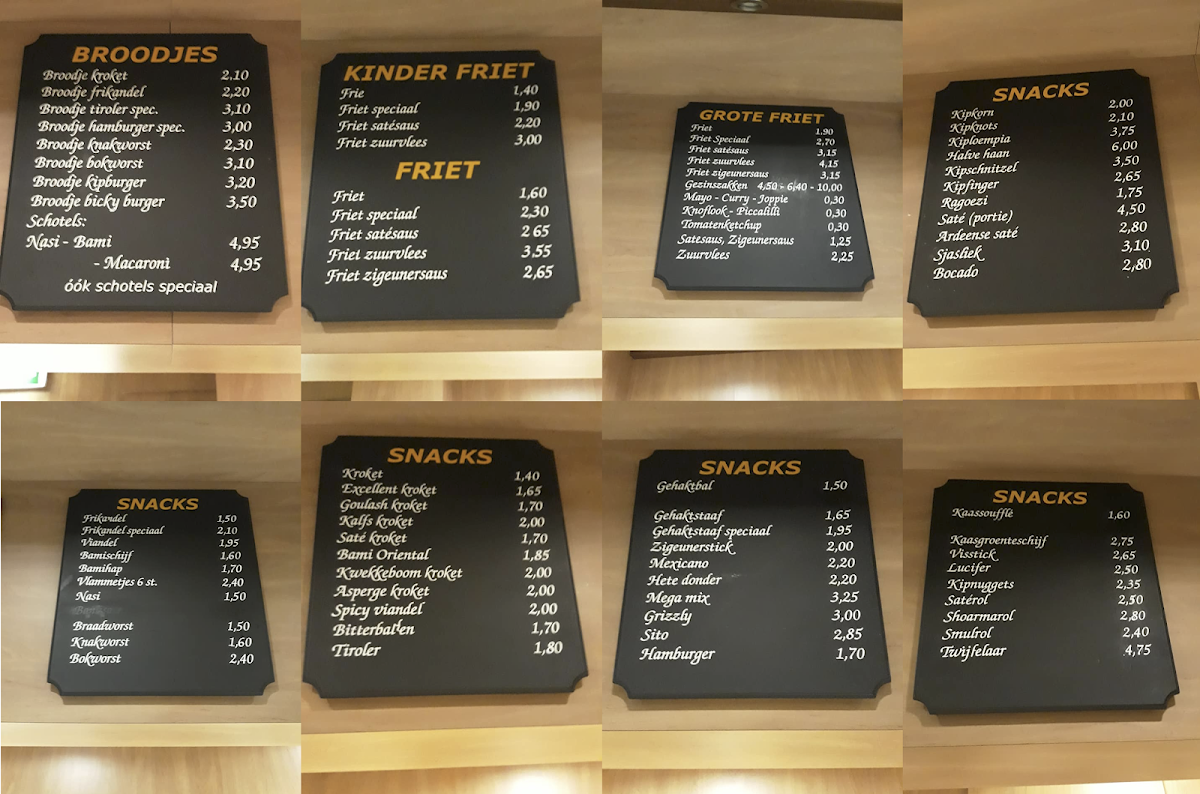 BROODJES
Broodje kroket 2,10
Broodje frikandel 2,20
Broodje tiroler spec. 3,10
Broodje hamburger spec. 3,00
Broodje knakworst 2,30
Broodje bokworst 3,10
Broodje kipburger 3,20
Broodje bicky burger 3,50
Schotels:
Nasi - Bami 4,95
- Macaroni 4,95
óók schotels speciaal
KINDER FRIET
Frie 1,40
Friet speciaal 1,90
Friet satésaus 2,20
Friet zuurvlees 3,00
FRIET
Friet 1,60
Friet speciaal 2,30
Friet satésaus 2 65
Friet zuurvlees 3.55
Friet zigeunersaus 2,65
GROTE FRIET
Friet 1,90
Friet Speciaal 2,70
Friet satésaus 3,15
Friet zuurvlees 4,15
Friet zigeunersaus 3,15
Gezinszakken 4,50 - 6,40 - 10,00
Mayo - Curry - Joppie 0,30
Knoflook - Piccalilli 0,30
Tomatenketchup 0,30
Satesaus, Zigeunersaus 1,25
Zuurvlees 2,25
SNACKS
Kipkorn 2,00
Kipknots 2,10
Kiploempia 3,75
Halve haan 6,00
Kipschnitzel 3,50
Kipfinger 2,65
Ragoezi 1,75
Saté (portie) 4,50
Ardeense saté 2,80
Sjasliek 3,10
Bocado 2,80
SNACKS
Frikandel 1,50
Frikandel speciaal 2,10
Viandel 1,95
Bamischijf 1,60
Bamihap 1,70
Vlammetjes 6 st. 2,40
Nasi 1,50
Braadworst 1,50
Knakworst 1,60
Bokworst 2,40
SNACKS
Kroket 1,40
Excellent kroket 1,65
Goulash kroket 1,70
Kalfs kroket 2,00
Saté kroket 1,70
Bami Oriental 1,85
Kwekkeboom kroket 2,00
Asperge kroket 2,00
Spicy viandel 2,00
Bitterballen 1,70
Tiroler 1,80
SNACKS
Gehaktbal 1,50
Gehaktstaaf 1,65
Gehaktstaaf speciaal 1,95
Zigeunerstick 2,00
Mexicano 2,20
Hete donder 2,20
Mega mix 3,25
Grizzly 3,00
Sito 2,85
Hamburger 1,70
SNACKS
Kaassoufflé 1,60
Kaasgroenteschijf 2,75
Visstick 2,65
Lucifer 2,50
Kipnuggets 2,35
Satérol 2,50
Shoarmarol 2,80
Smulrol 2,40
Twijfelaar 4,75